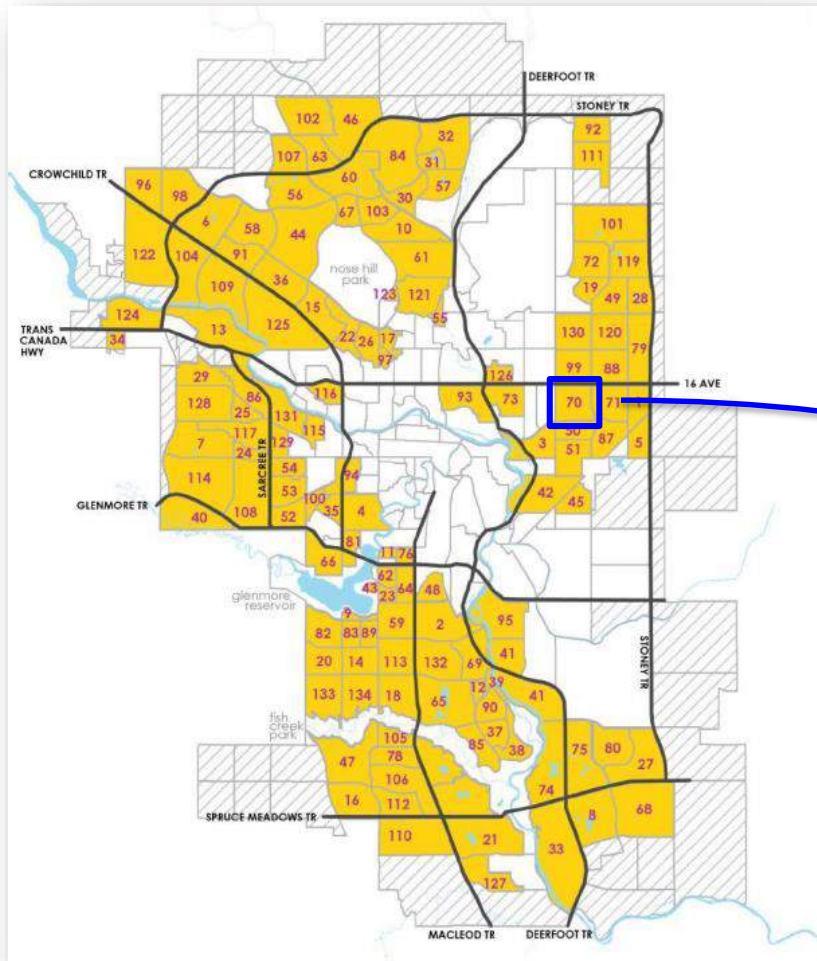 DEERFOOT TR
STONEY TR
102 46 32 92
107 63 84 31 111
CROWCHILD TR
60 57
96 98 56 30
6 67 103
58 44 10 101
122 104 91 61 72 119
nose hill
park
36 19
109 123 121 49 28
15
124 13 125 55
TRANS
CANADA
HWY
34 22 26 17 130 120
97 79
29 99 88
126
16 AVE
86 116 93 73 70 71 1
128 25 131
115
117 129 3 50 87 5
7 24 51
SARCREE TR
54 94
114 53 100 42 45
GLENMORE TR
40 108 52 35 4
81
66 11 76
62
glenmore
reservoir
43 23 64 48
9
59 2 95
82 83 89
STONEY
TR
20 14 113 132 69 41
12 39
133 134 18 65 41
90
fish
creek
park
105 37
85 38 75 80
47 78 27
106 74
16 112
SPRUCE MEADOWS TR
8 68
110 21 33
127
MACLEOD TR
DEERFOOT TR